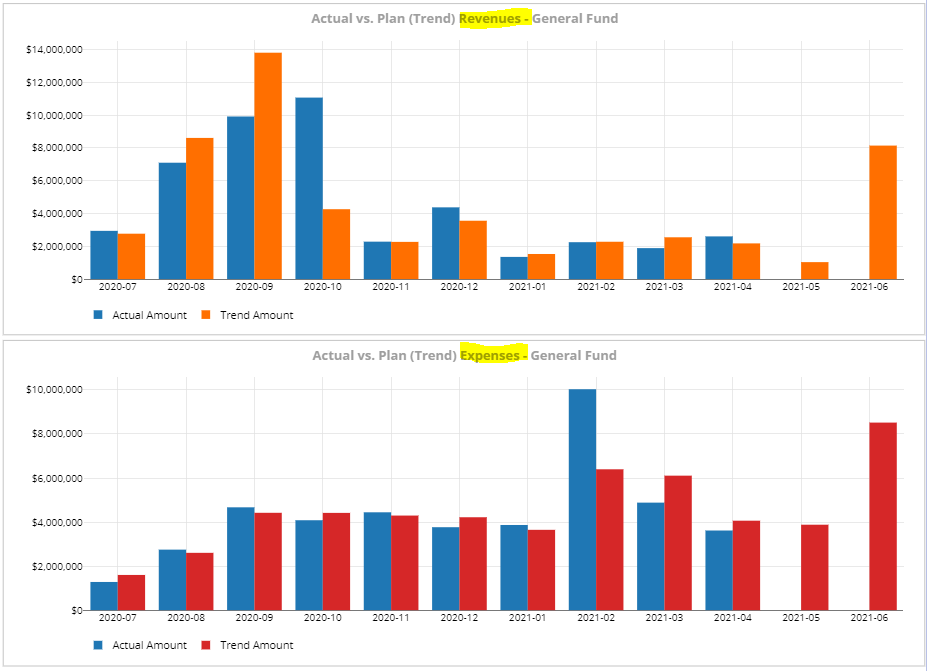 Actual vs. Plan (Trend) Revenues - General Fund
$14,000,000
$12,000,000
$10,000,000
$8,000,000
$6,000,000
$4,000,000
$2,000,000
$0
2020-07 2020-08 2020-09 2020-10 2020-11 2020-12 2021-01 2021-02 2021-03 2021-04 2021-05 2021-06
Actual Amount Trend Amount
Actual vs. Plan (Trend) Expenses - General Fund
$10,000,000
$8,000,000
$6,000,000
$4,000,000
$2,000,000
$0
2020-07 2020-08 2020-09 2020-10 2020-11 2020-12 2021-01 2021-02 2021-03 2021-04 2021-05 2021-06
Actual Amount Trend Amount